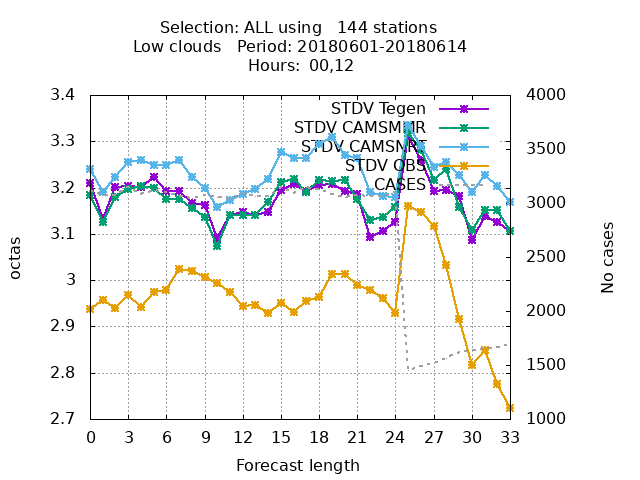 Selection: ALL using   144 stations
Low clouds   Period: 20180601-20180614
Hours:  00,12
3.4
3.3
3.2
3.1
3
2.9
2.8
2.7
octas
STDV Tegen
STDV CAMSMMR
STDV CAMSNRT
STDV OBS
CASES
4000
3500
3000
2500
2000
1500
1000
No cases
0 3 6 9 12 15 18 21 24 27 30 33
Forecast length